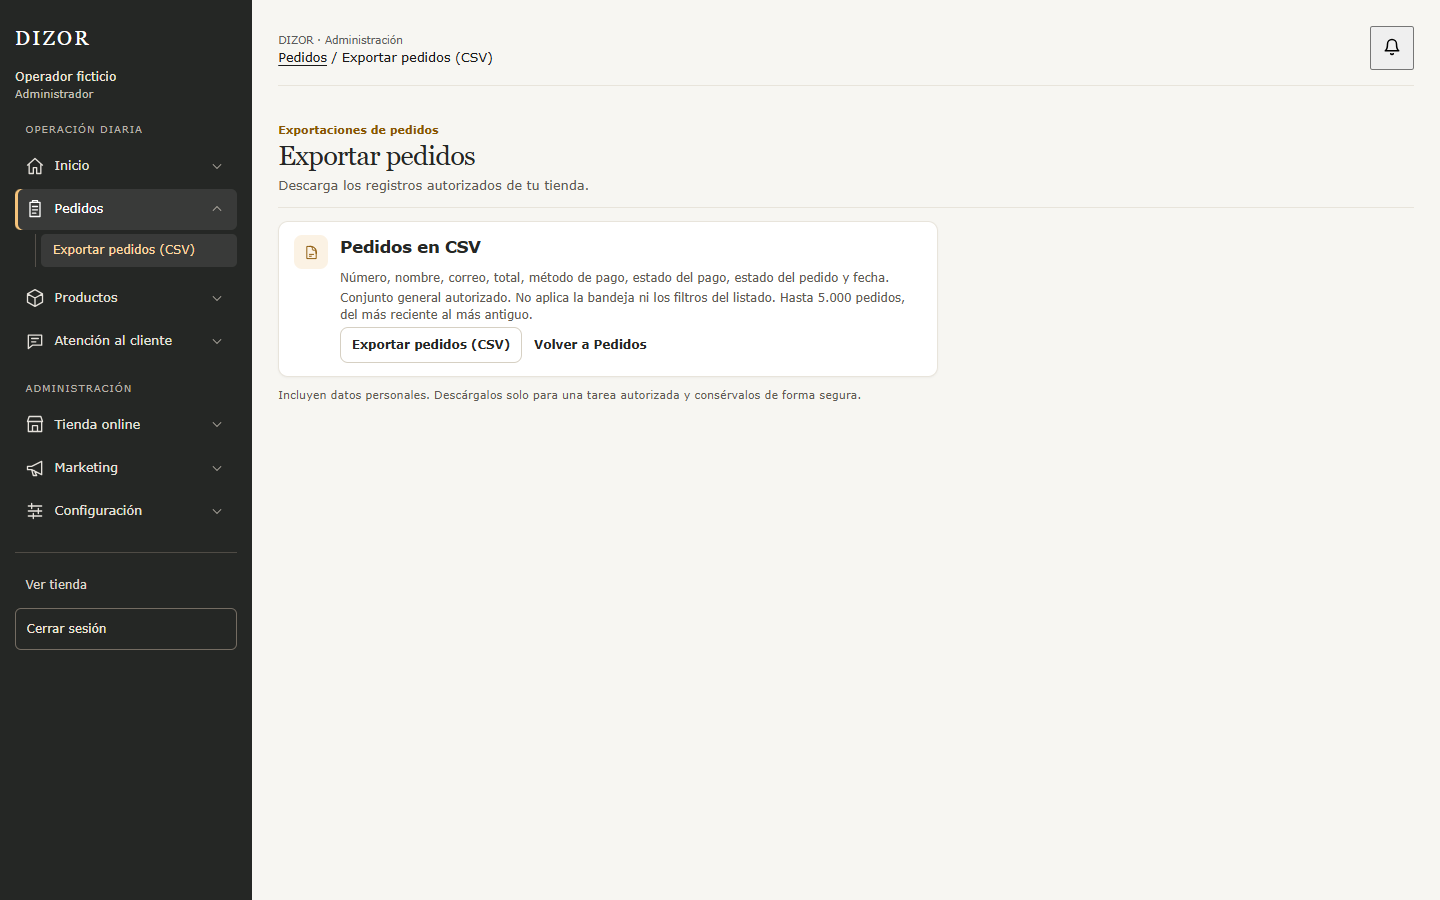 DIZOR
Operador ficticio
Administrador
OPERACIÓN DIARIA
Inicio
Pedidos
Exportar pedidos (CSV)
Productos
Atención al cliente
ADMINISTRACIÓN
Tienda online
Marketing
Configuración
Ver tienda
Cerrar sesión
DIZOR · Administración
Pedidos / Exportar pedidos (CSV)
Exportaciones de pedidos
Exportar pedidos
Descarga los registros autorizados de tu tienda.
Pedidos en CSV
Número, nombre, correo, total, método de pago, estado del pago, estado del pedido y fecha.
Conjunto general autorizado. No aplica la bandeja ni los filtros del listado. Hasta 5.000 pedidos,
del más reciente al más antiguo.
Exportar pedidos (CSV) Volver a Pedidos
Incluyen datos personales. Descárgalos solo para una tarea autorizada y consérvalos de forma segura.